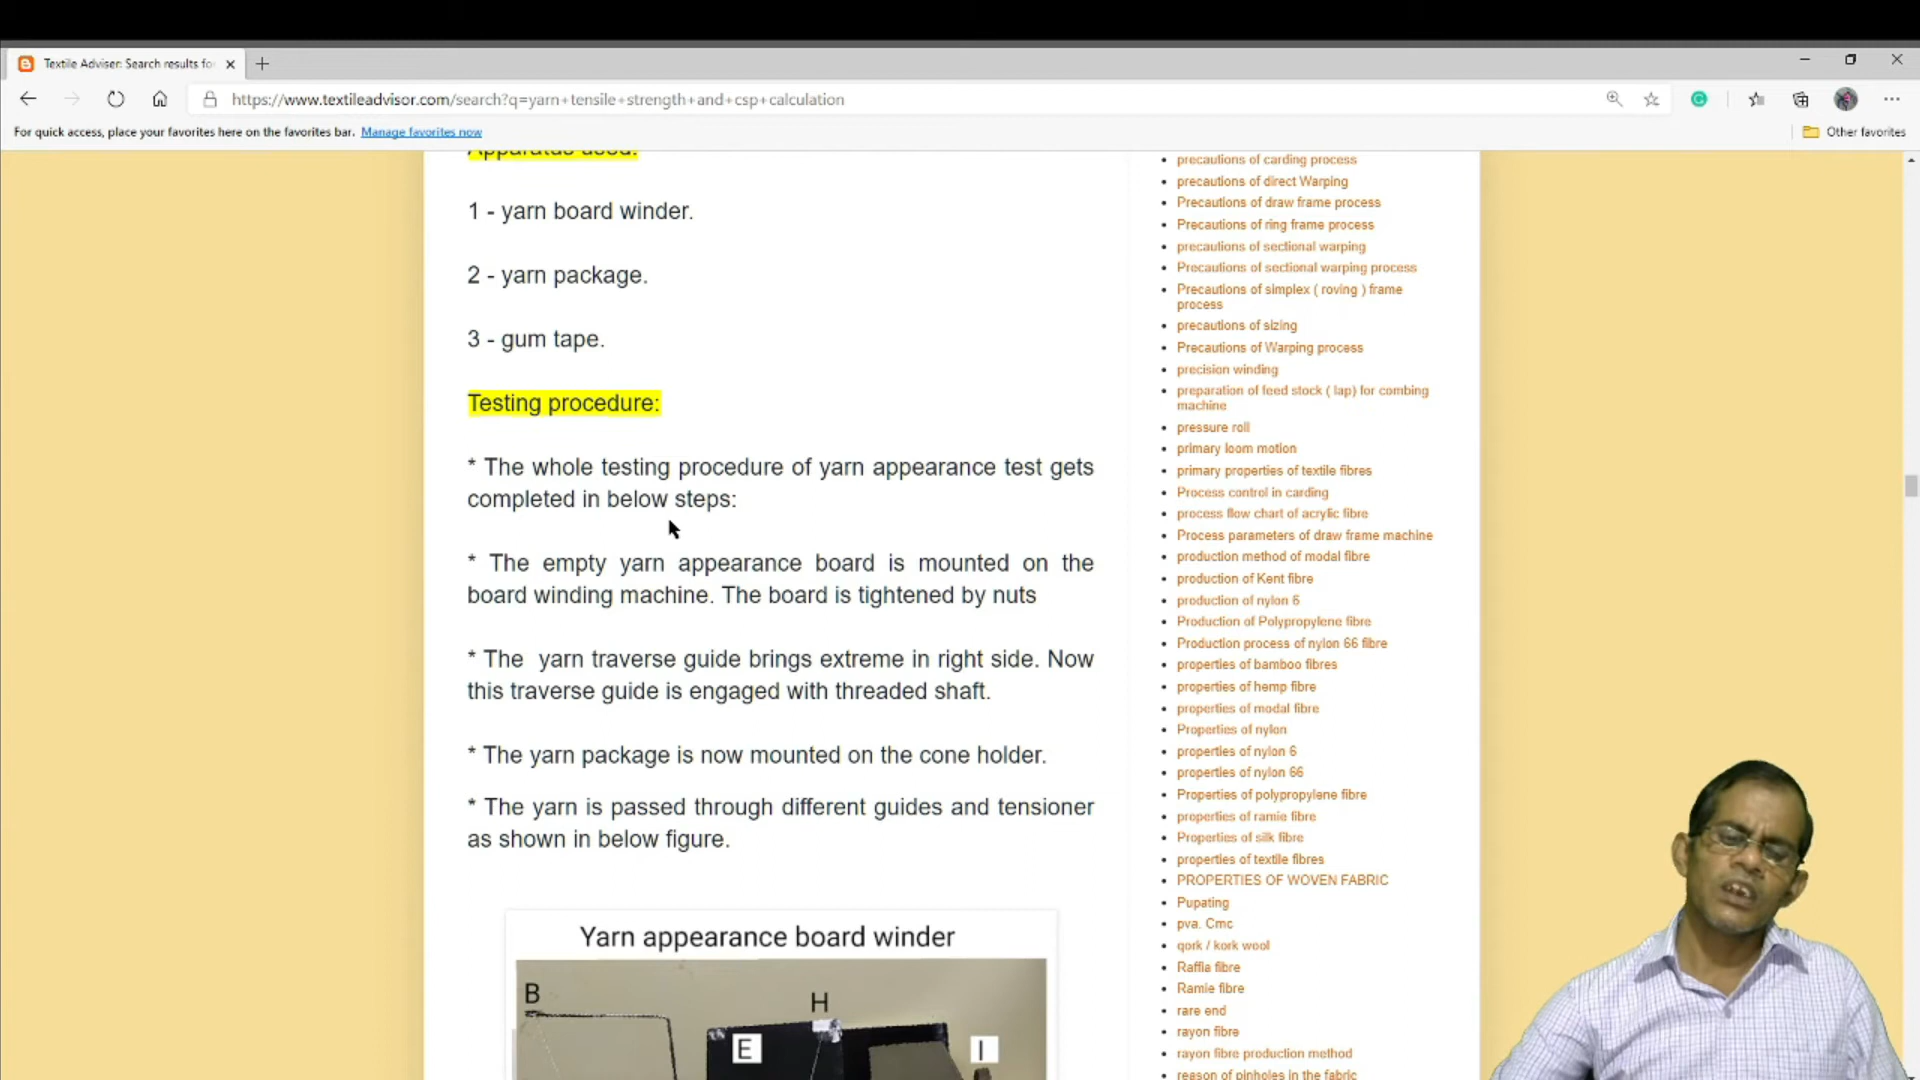 Textile Adviser: Search results fo
https://www.textileadvisor.com/search?q=yarn+tensile+strength+and+csp+calculation
For quick access, place your favorites here on the favorites bar. Manage favorites now
Other favorites
Apparatus used:
1 - yarn board winder.
2 - yarn package.
3 - gum tape.
Testing procedure:
* The whole testing procedure of yarn appearance test gets
completed in below steps:
* The empty yarn appearance board is mounted on the
board winding machine. The board is tightened by nuts
* The yarn traverse guide brings extreme in right side. Now
this traverse guide is engaged with threaded shaft.
* The yarn package is now mounted on the cone holder.
* The yarn is passed through different guides and tensioner
as shown in below figure.
Yarn appearance board winder
B
H
E
I
precautions of carding process
precautions of direct Warping
Precautions of draw frame process
Precautions of ring frame process
precautions of sectional warping
Precautions of sectional warping process
Precautions of simplex ( roving ) frame
process
precautions of sizing
Precautions of Warping process
precision winding
preparation of feed stock ( lap) for combing
machine
pressure roll
primary loom motion
primary properties of textile fibres
Process control in carding
process flow chart of acrylic fibre
Process parameters of draw frame machine
production method of modal fibre
production of Kent fibre
production of nylon 6
Production of Polypropylene fibre
Production process of nylon 66 fibre
properties of bamboo fibres
properties of hemp fibre
properties of modal fibre
Properties of nylon
properties of nylon 6
properties of nylon 66
Properties of polypropylene fibre
properties of ramie fibre
Properties of silk fibre
properties of textile fibres
PROPERTIES OF WOVEN FABRIC
Pupating
pva. Cmc
qork / kork wool
Raffia fibre
Ramie fibre
rare end
rayon fibre
rayon fibre production method
reason of pinholes in the fabric